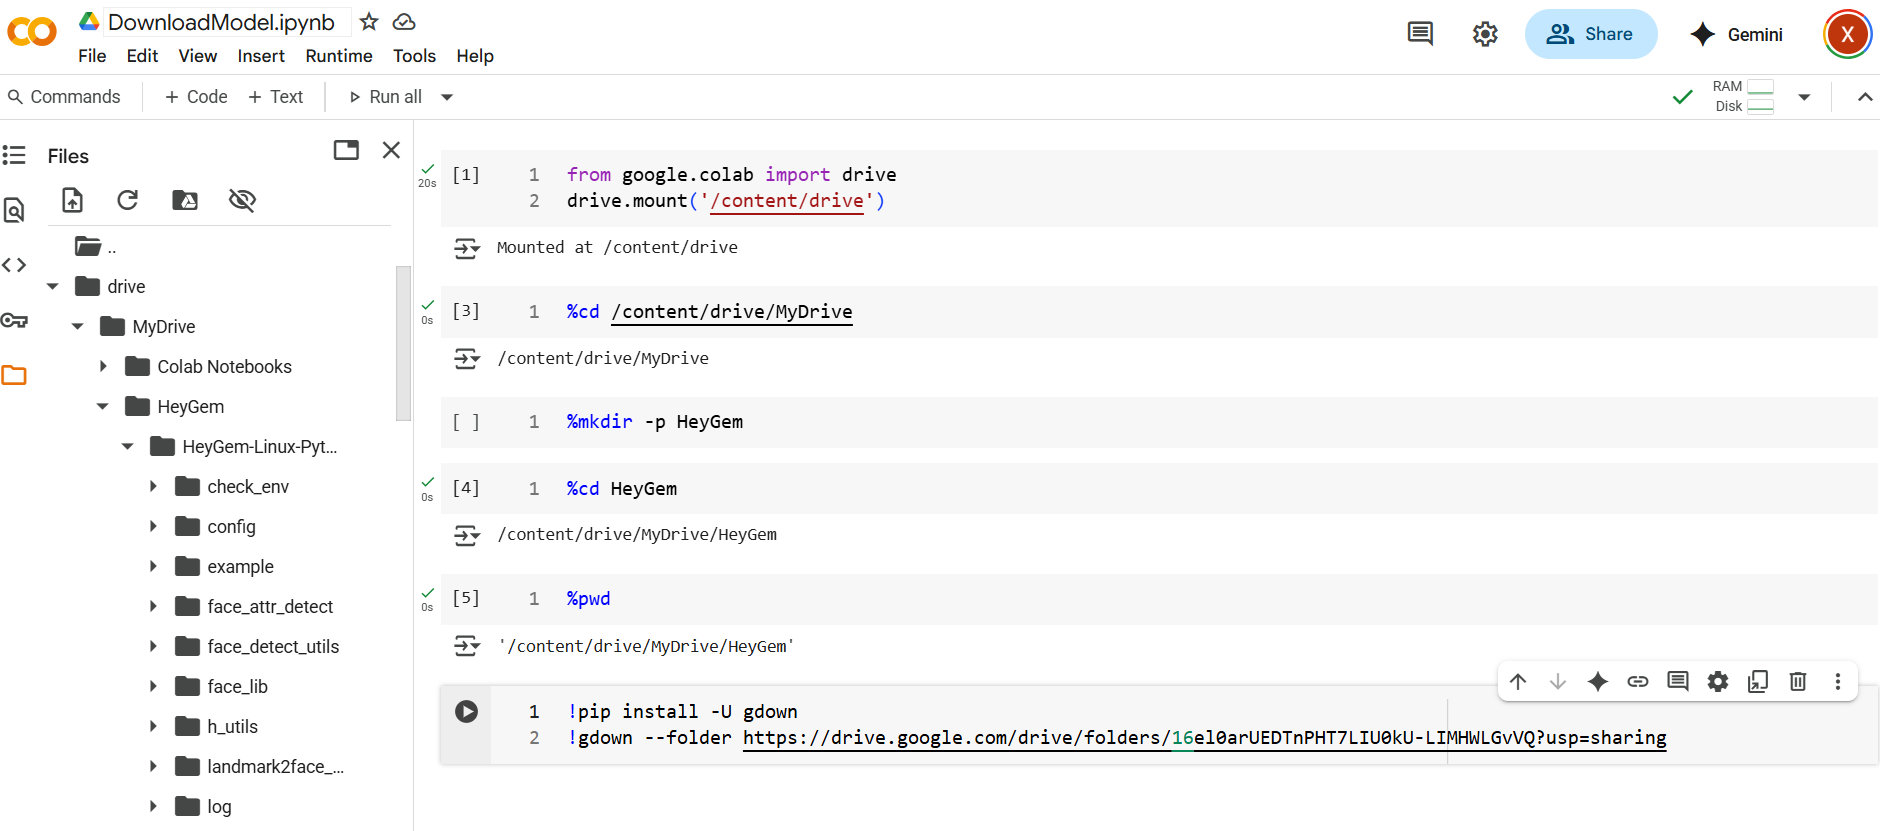 DownloadModel.ipynb
File Edit View Insert Runtime Tools Help
Share
Gemini
X
Commands + Code + Text Run all
RAM
Disk
Files
..
drive
MyDrive
Colab Notebooks
HeyGem
HeyGem-Linux-Pyt...
check_env
config
example
face_attr_detect
face_detect_utils
face_lib
h_utils
landmark2face_...
log
20s [1] 1 from google.colab import drive
2 drive.mount('/content/drive')
Mounted at /content/drive
0s [3] 1 %cd /content/drive/MyDrive
/content/drive/MyDrive
[ ] 1 %mkdir -p HeyGem
0s [4] 1 %cd HeyGem
/content/drive/MyDrive/HeyGem
0s [5] 1 %pwd
'/content/drive/MyDrive/HeyGem'
1 !pip install -U gdown
2 !gdown --folder https://drive.google.com/drive/folders/16el0arUEDTnPHT7LIU0kU-LIMHWLGvVQ?usp=sharing